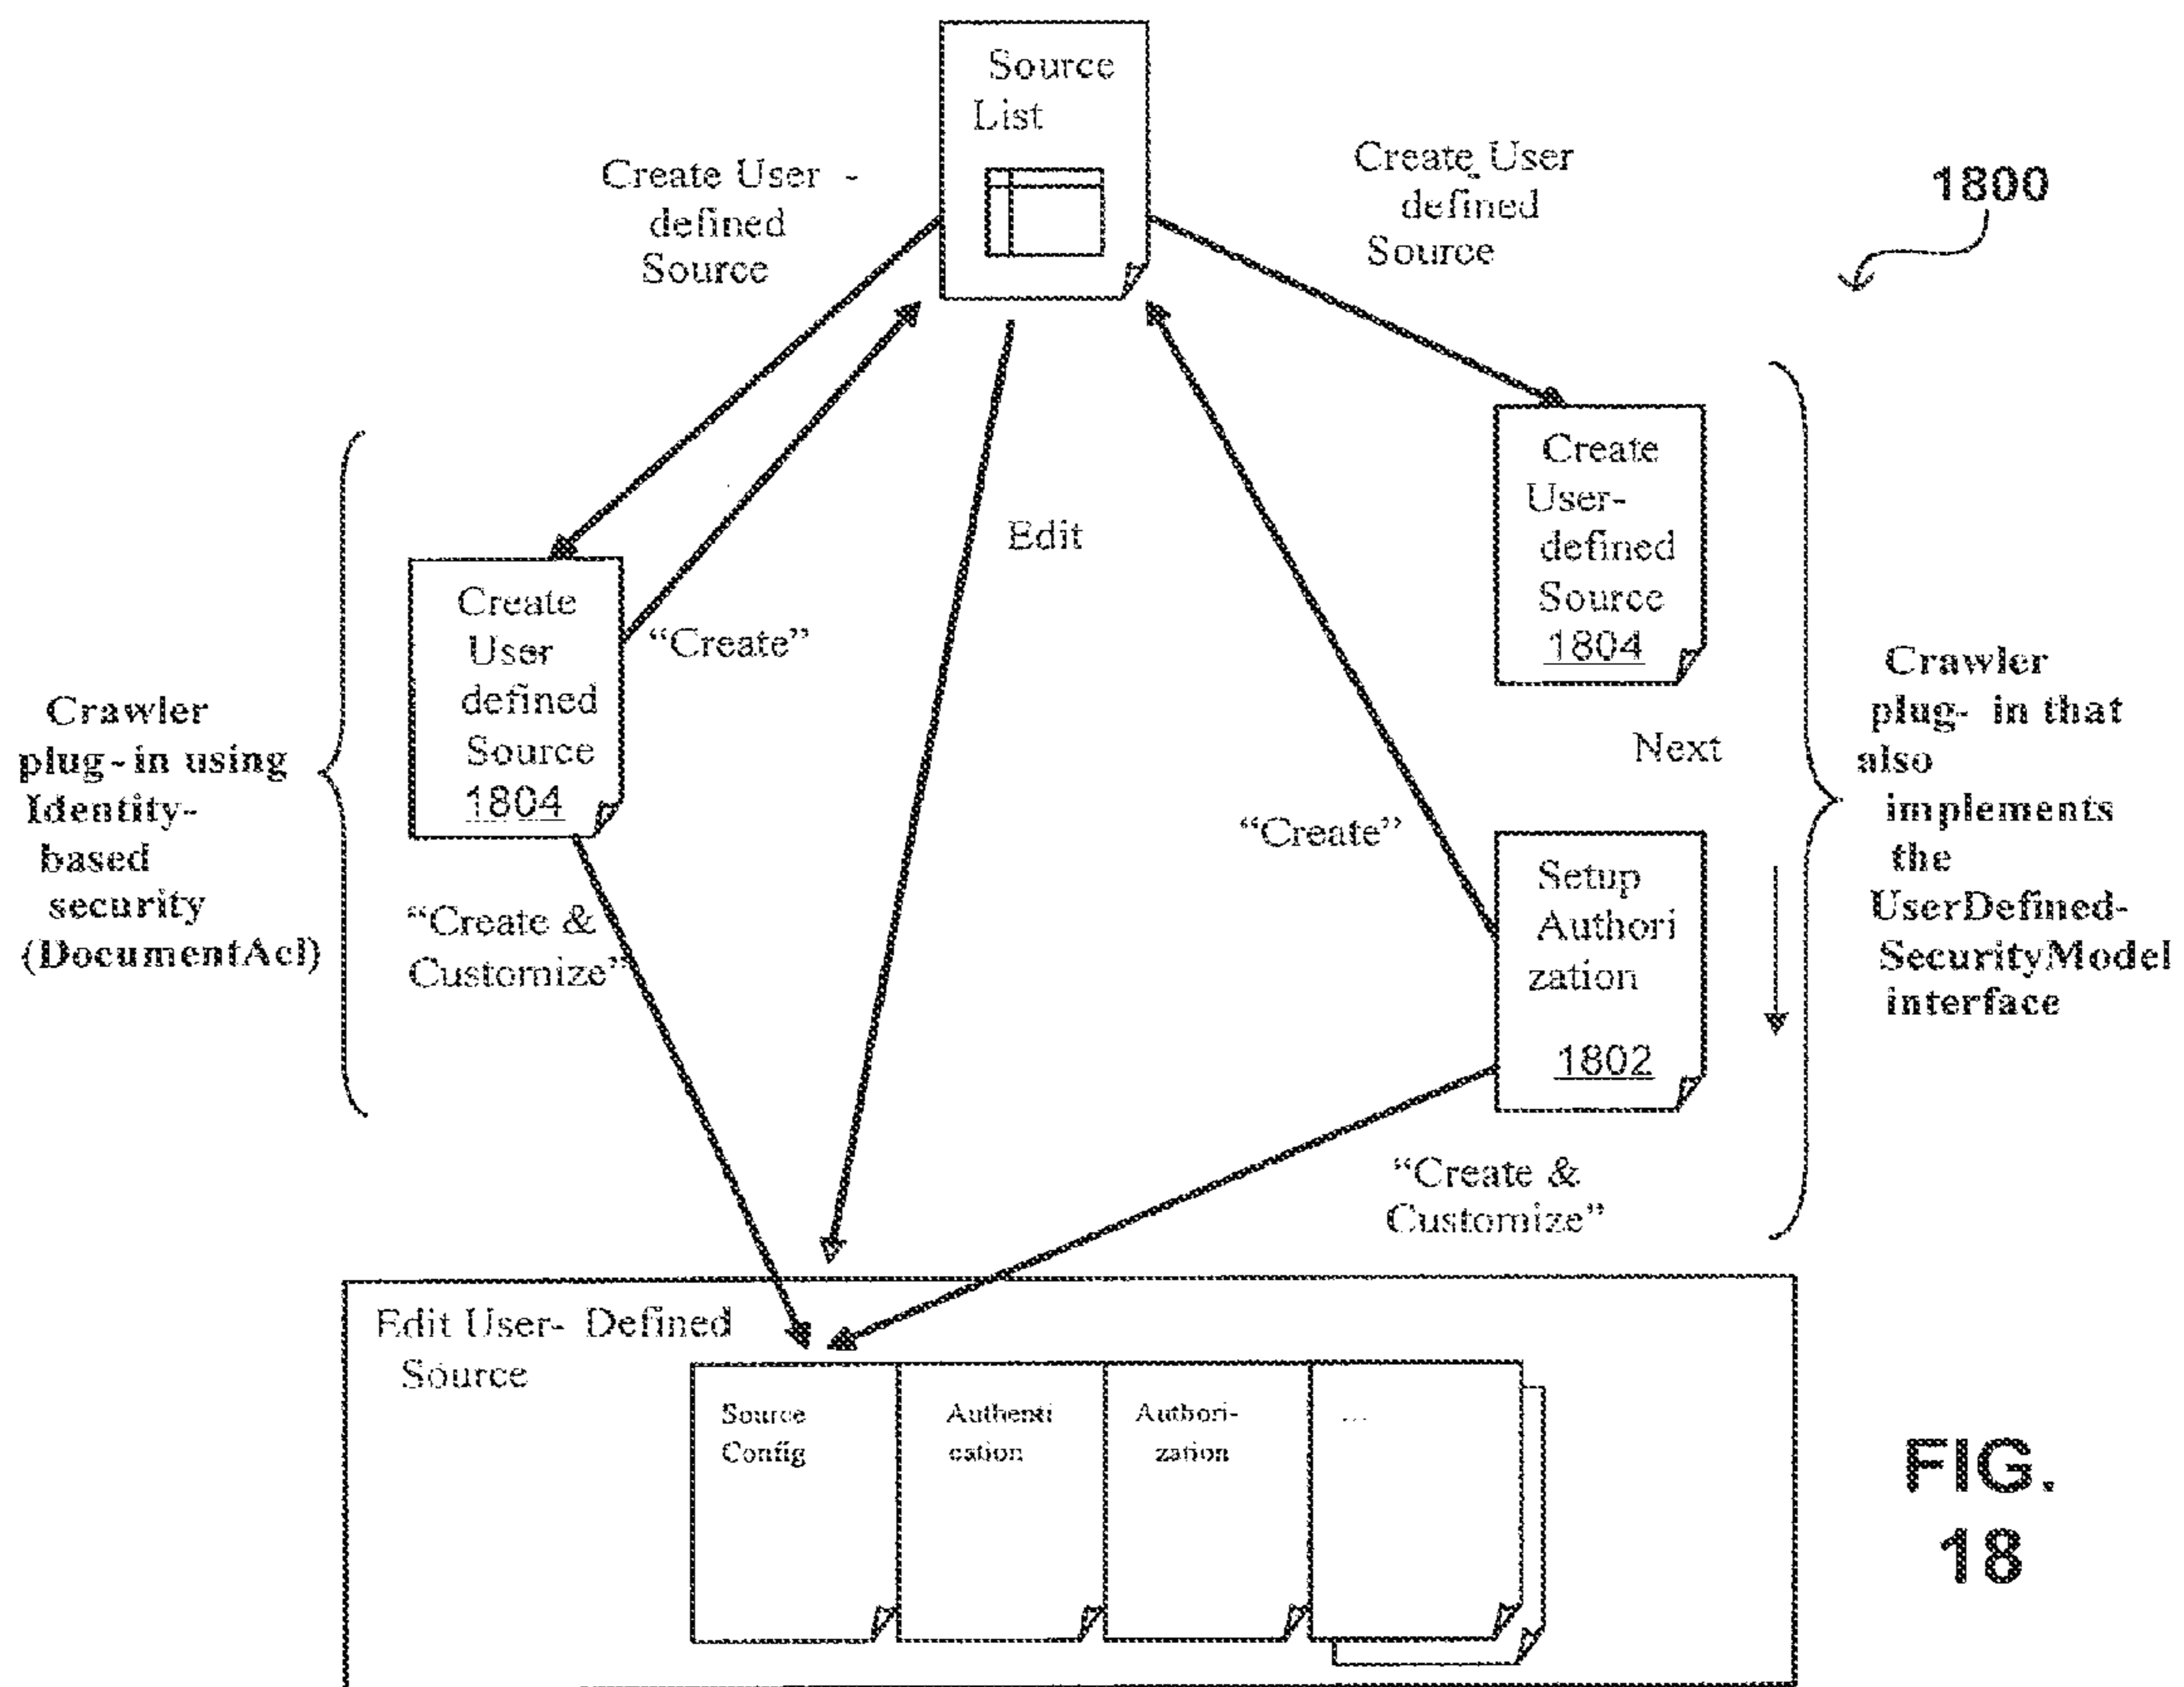 Source
List
Create User -
defined
Source
Create User
defined
Source
1800
Create
User-
defined
Source
1804
Edit
Create
User
defined
Source
1804
“Create”
Crawler
plug-in using
Identity-
based
security
(DocumentAcl)
Next
Crawler
plug- in that
also
implements
the
UserDefined-
SecurityModel
interface
“Create”
Setup
Authori
zation
1802
“Create &
Customize”
“Create &
Customize”
Edit User- Defined
Source
Source
Config
Authenti
cation
Authori-
zation
...
FIG.
18